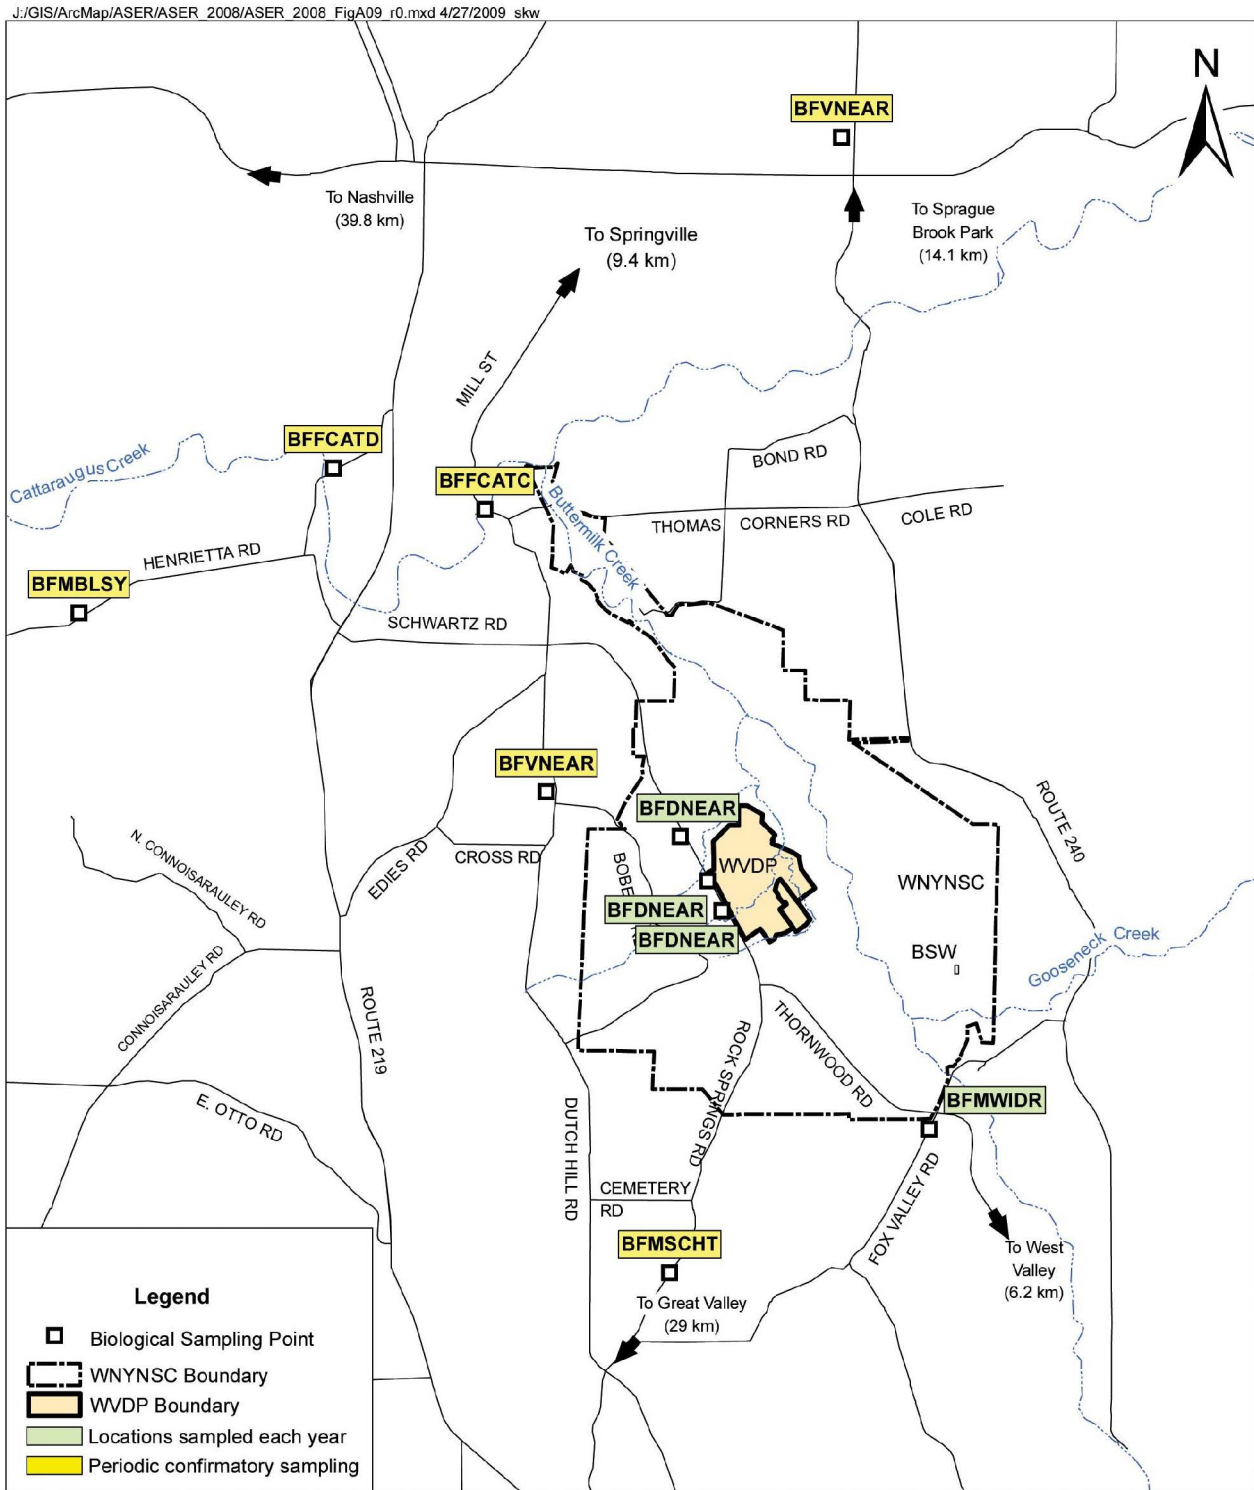 J:/GIS/ArcMap/ASER/ASER_2008/ASER_2008_FigA09_r0.mxd 4/27/2009 skw
N
BFVNEAR
To Nashville
(39.8 km)
To Sprague
Brook Park
(14.1 km)
To Springville
(9.4 km)
MILL ST
BFFCATD
Cattaraugus Creek
BFFCATC
BOND RD
Buttermilk Creek
THOMAS CORNERS RD
COLE RD
HENRIETTA RD
BFMBLSY
SCHWARTZ RD
BFVNEAR
BFDNEAR
ROUTE 240
N. CONNOISARAULEY RD
EDIES RD
CROSS RD
BOBE
WVDP
WNYNSC
BFDNEAR
BFDNEAR
BSW
Gooseneck Creek
CONNOISARAULEY RD
ROUTE 219
ROCK SPRINGS RD
THORNWOOD RD
E. OTTO RD
DUTCH HILL RD
BFMWIDR
CEMETERY
RD
FOX VALLEY RD
BFMSCHT
To West
Valley
(6.2 km)
To Great Valley
(29 km)
Legend
Biological Sampling Point
WNYNSC Boundary
WVDP Boundary
Locations sampled each year
Periodic confirmatory sampling